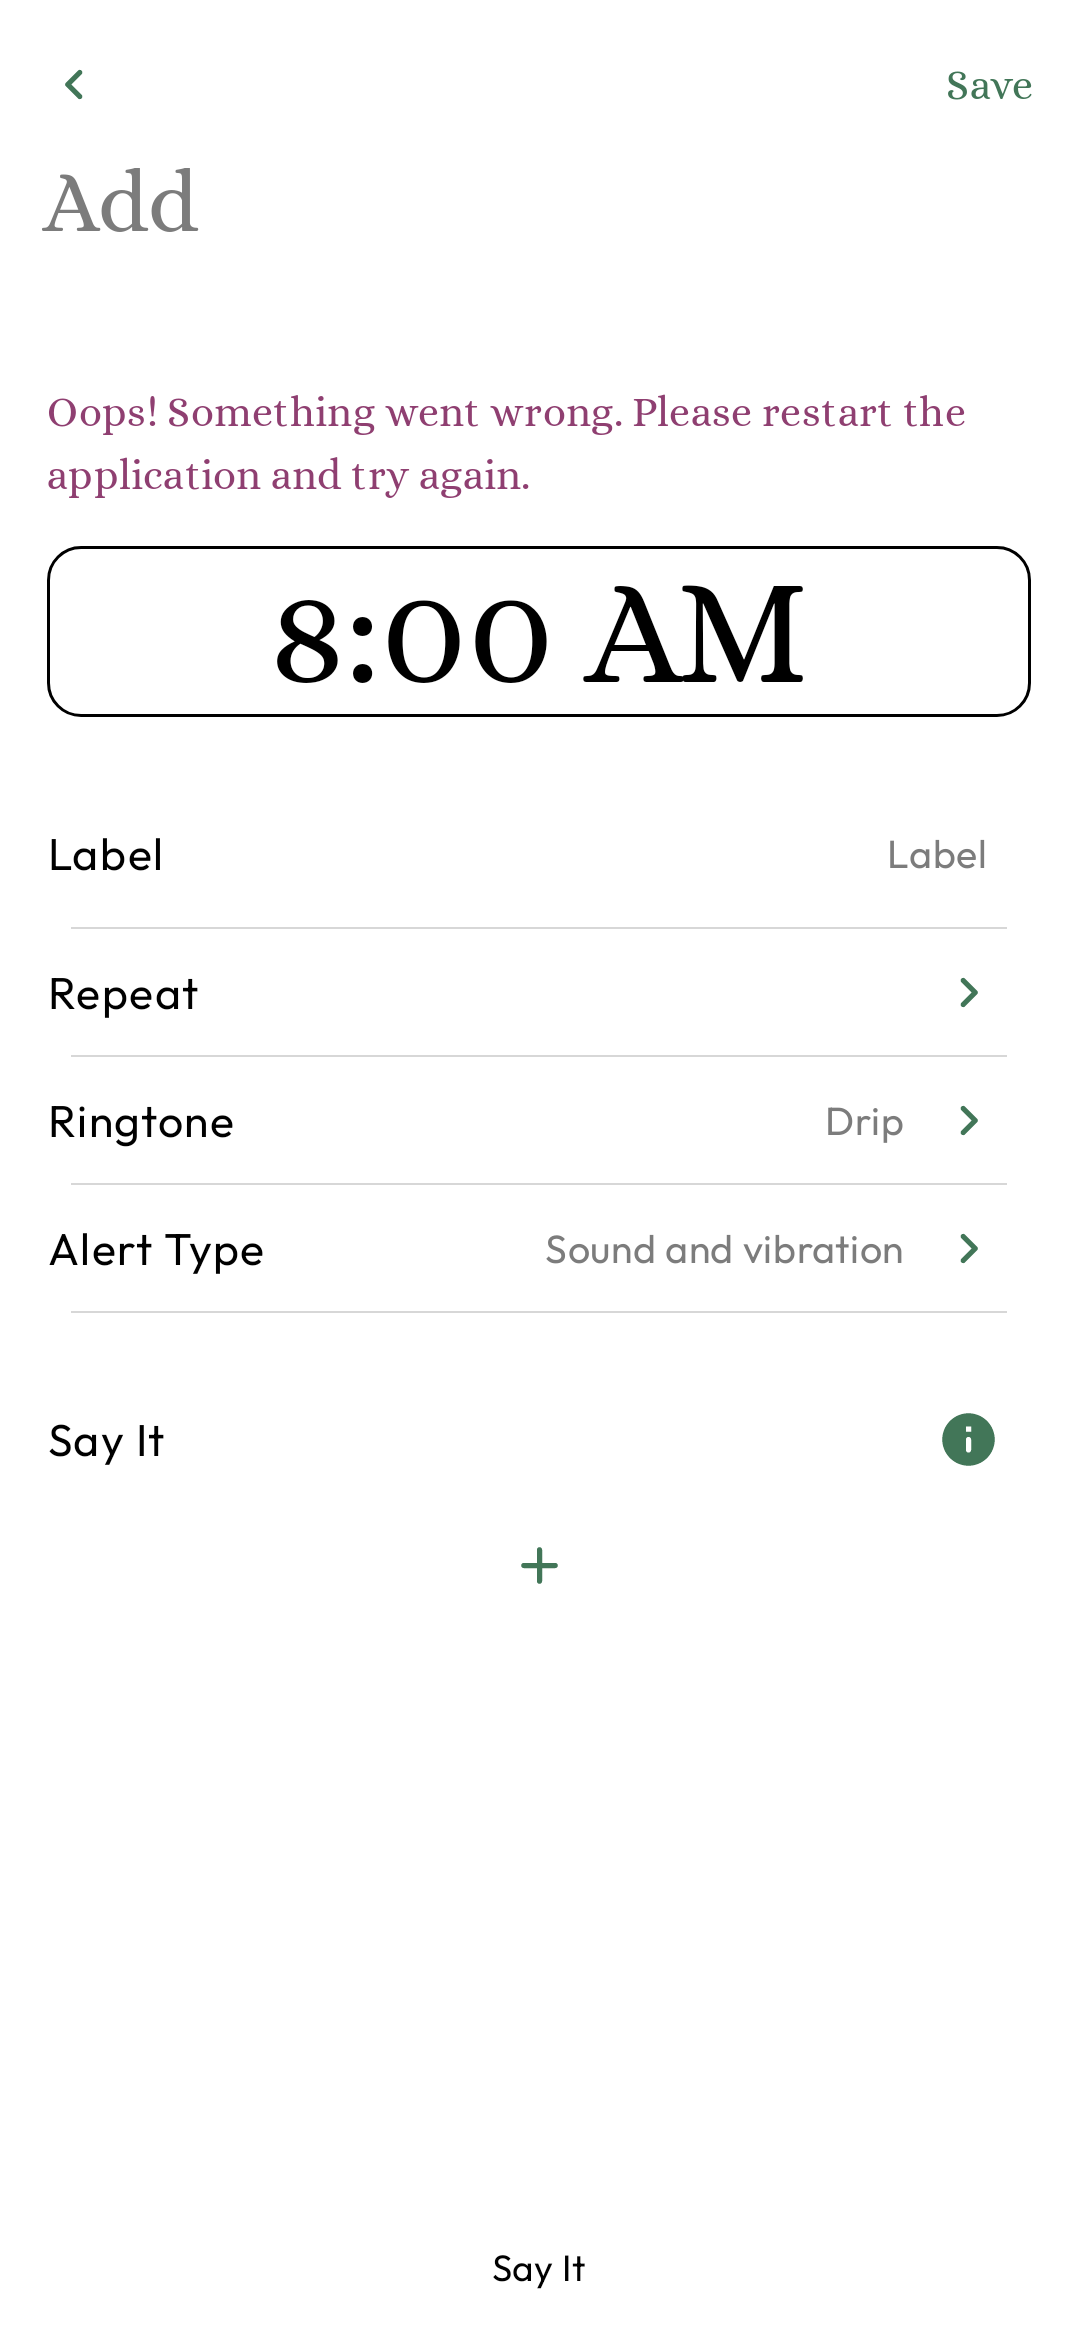 Save
Add
Oops! Something went wrong. Please restart the
application and try again.
8:00 AM
Label Label
Repeat
Ringtone Drip
Alert Type Sound and vibration
Say It
Say It